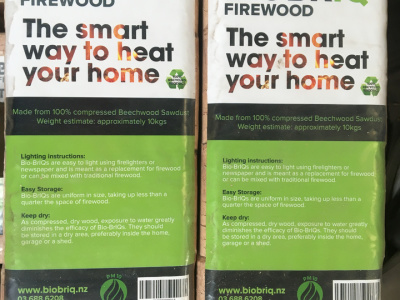 FIREWOOD
The smart
way to heat
your home
Made from 100% compressed Beechwood Sawdust
Weight estimate: approximately 10kgs
Lighting Instructions:
Bio-BriQs are easy to light using firelighters or
newspaper and is meant as a replacement for firewood
or can be mixed with traditional firewood.
Easy Storage:
Bio-BriQs are uniform in size, taking up less than a
quarter the space of firewood.
Keep dry:
As compressed, dry wood, exposure to water greatly
diminishes the efficacy of Bio-BriQs. They should
be stored in a dry area, preferably inside the home,
garage or a shed.
www.biobriq.nz
03 688 6208
FIREWOOD
The smart
way to heat
your home
Made from 100% compressed Beechwood Sawdust
Weight estimate: approximately 10kgs
Lighting Instructions:
Bio-BriQs are easy to light using firelighters or
newspaper and is meant as a replacement for firewood
or can be mixed with traditional firewood.
Easy Storage:
Bio-BriQs are uniform in size, taking up less than a
quarter the space of firewood.
Keep dry:
As compressed, dry wood, exposure to water greatly
diminishes the efficacy of Bio-BriQs. They should
be stored in a dry area, preferably inside the home,
garage or a shed.
www.biobriq.nz
03 688 6208